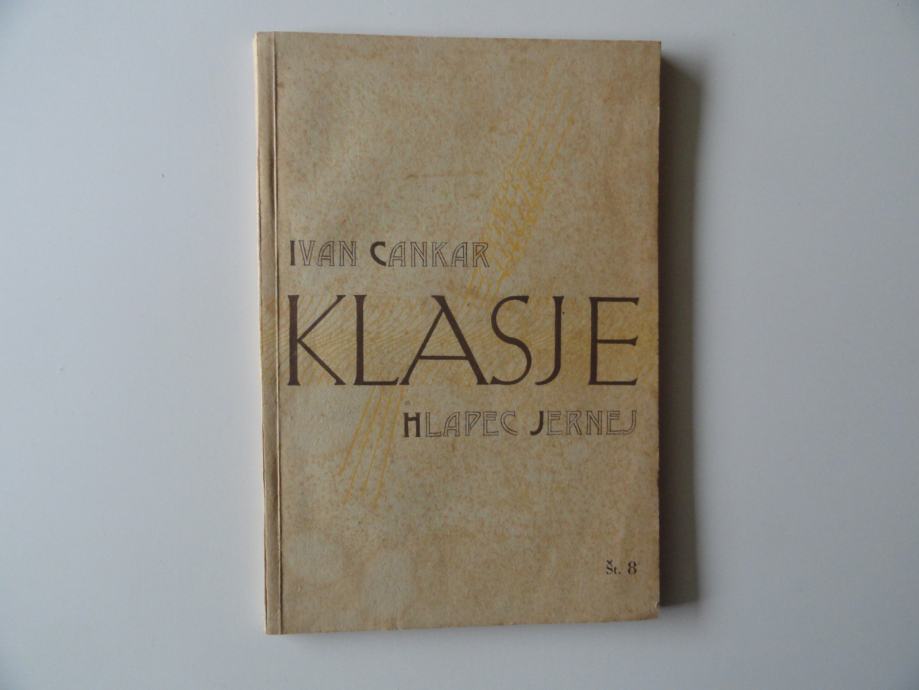 IVAN CANKAR
KLASJE
HLAPEC JERNEJ
Št. 8